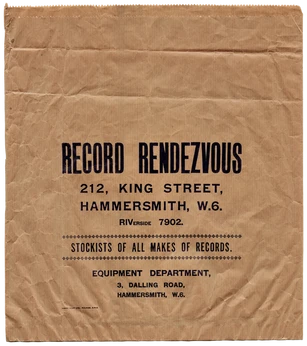 RECORD RENDEZVOUS
212, KING STREET,
HAMMERSMITH, W.6.
RIVERSIDE 7902.
STOCKISTS OF ALL MAKES OF RECORDS.
EQUIPMENT DEPARTMENT,
3, DALLING ROAD,
HAMMERSMITH, W.6.